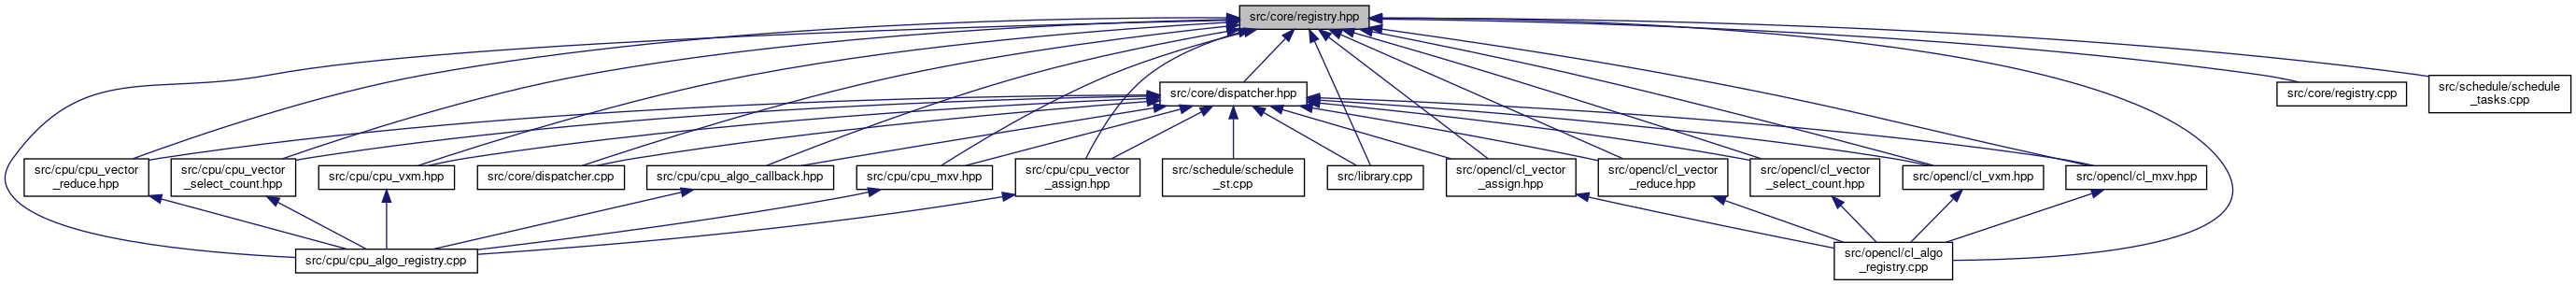 src/core/registry.hpp
src/core/dispatcher.hpp
src/core/registry.cpp
src/schedule/schedule
_tasks.cpp
src/cpu/cpu_vector
_reduce.hpp
src/cpu/cpu_vector
_select_count.hpp
src/cpu/cpu_vxm.hpp
src/core/dispatcher.cpp
src/cpu/cpu_algo_callback.hpp
src/cpu/cpu_mxv.hpp
src/cpu/cpu_vector
_assign.hpp
src/schedule/schedule
_st.cpp
src/library.cpp
src/opencl/cl_vector
_assign.hpp
src/opencl/cl_vector
_reduce.hpp
src/opencl/cl_vector
_select_count.hpp
src/opencl/cl_vxm.hpp
src/opencl/cl_mxv.hpp
src/cpu/cpu_algo_registry.cpp
src/opencl/cl_algo
_registry.cpp